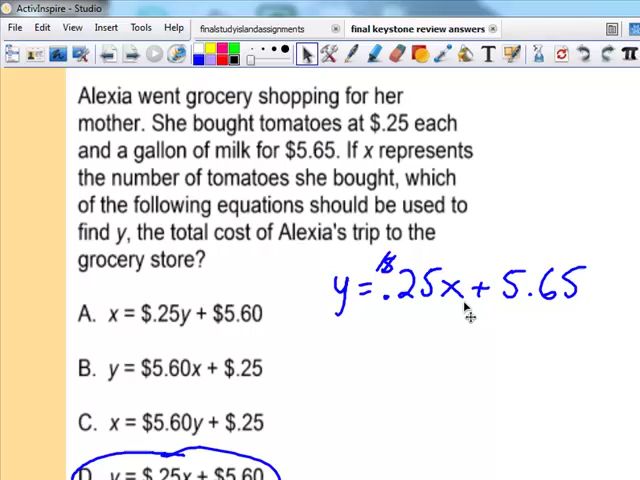 ActivInspire - Studio
File Edit View Insert Tools Help
finalstudyislandassignments
final keystone review answers
Alexia went grocery shopping for her
mother. She bought tomatoes at $.25 each
and a gallon of milk for $5.65. If x represents
the number of tomatoes she bought, which
of the following equations should be used to
find y, the total cost of Alexia's trip to the
grocery store?
y = $.25x + 5.65
A. x = $.25y + $5.60
B. y = $5.60x + $.25
C. x = $5.60y + $.25
D. y = $.25x + $5.60